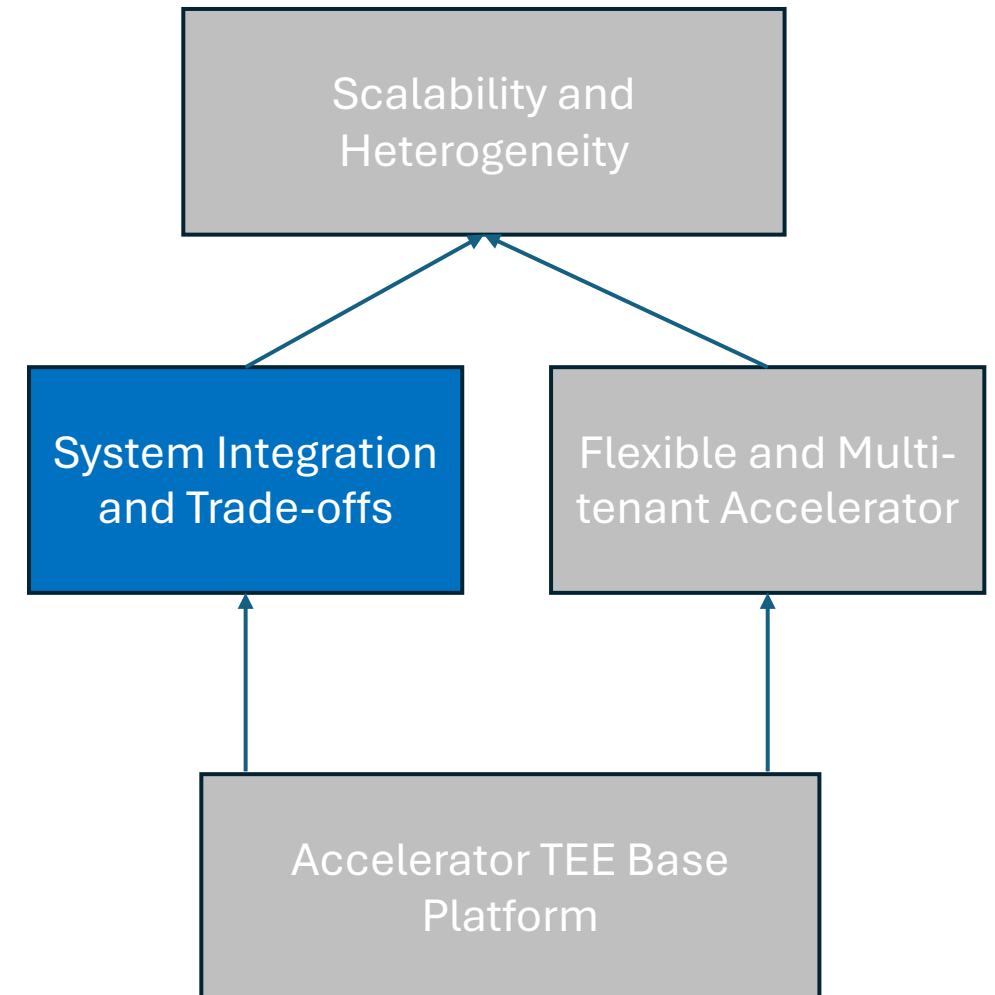 Scalability and
Heterogeneity
System Integration
and Trade-offs
Flexible and Multi-
tenant Accelerator
Accelerator TEE Base
Platform